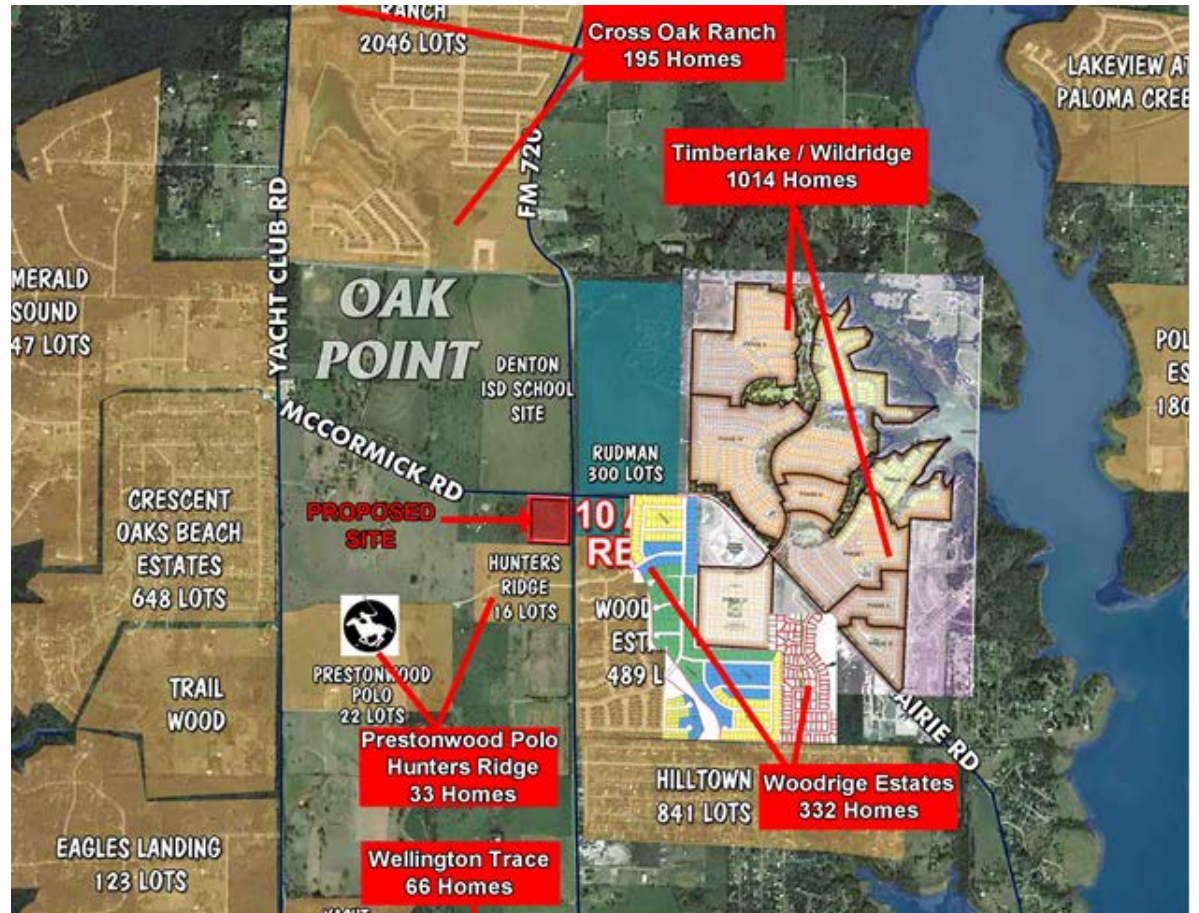 RANCH
2046 LOTS
Cross Oak Ranch
195 Homes
LAKEVIEW AT
PALOMA CREE
FM 720
Timberlake / Wildridge
1014 Homes
YACHT CLUB RD
MERALD
SOUND
47 LOTS
OAK
POINT
DENTON
ISD SCHOOL
SITE
POL
ES
180
MCCORMICK RD
RUDMAN
300 LOTS
CRESCENT
OAKS BEACH
ESTATES
648 LOTS
PROPOSED
SITE
10 A
RE
HUNTERS
RIDGE
16 LOTS
WOOD
EST
489 L
PRESTONWOOD
POLO
22 LOTS
TRAIL
WOOD
AIRIE RD
Prestonwood Polo
Hunters Ridge
33 Homes
HILLTOWN
841 LOTS
Woodrige Estates
332 Homes
EAGLES LANDING
123 LOTS
Wellington Trace
66 Homes
YACHT